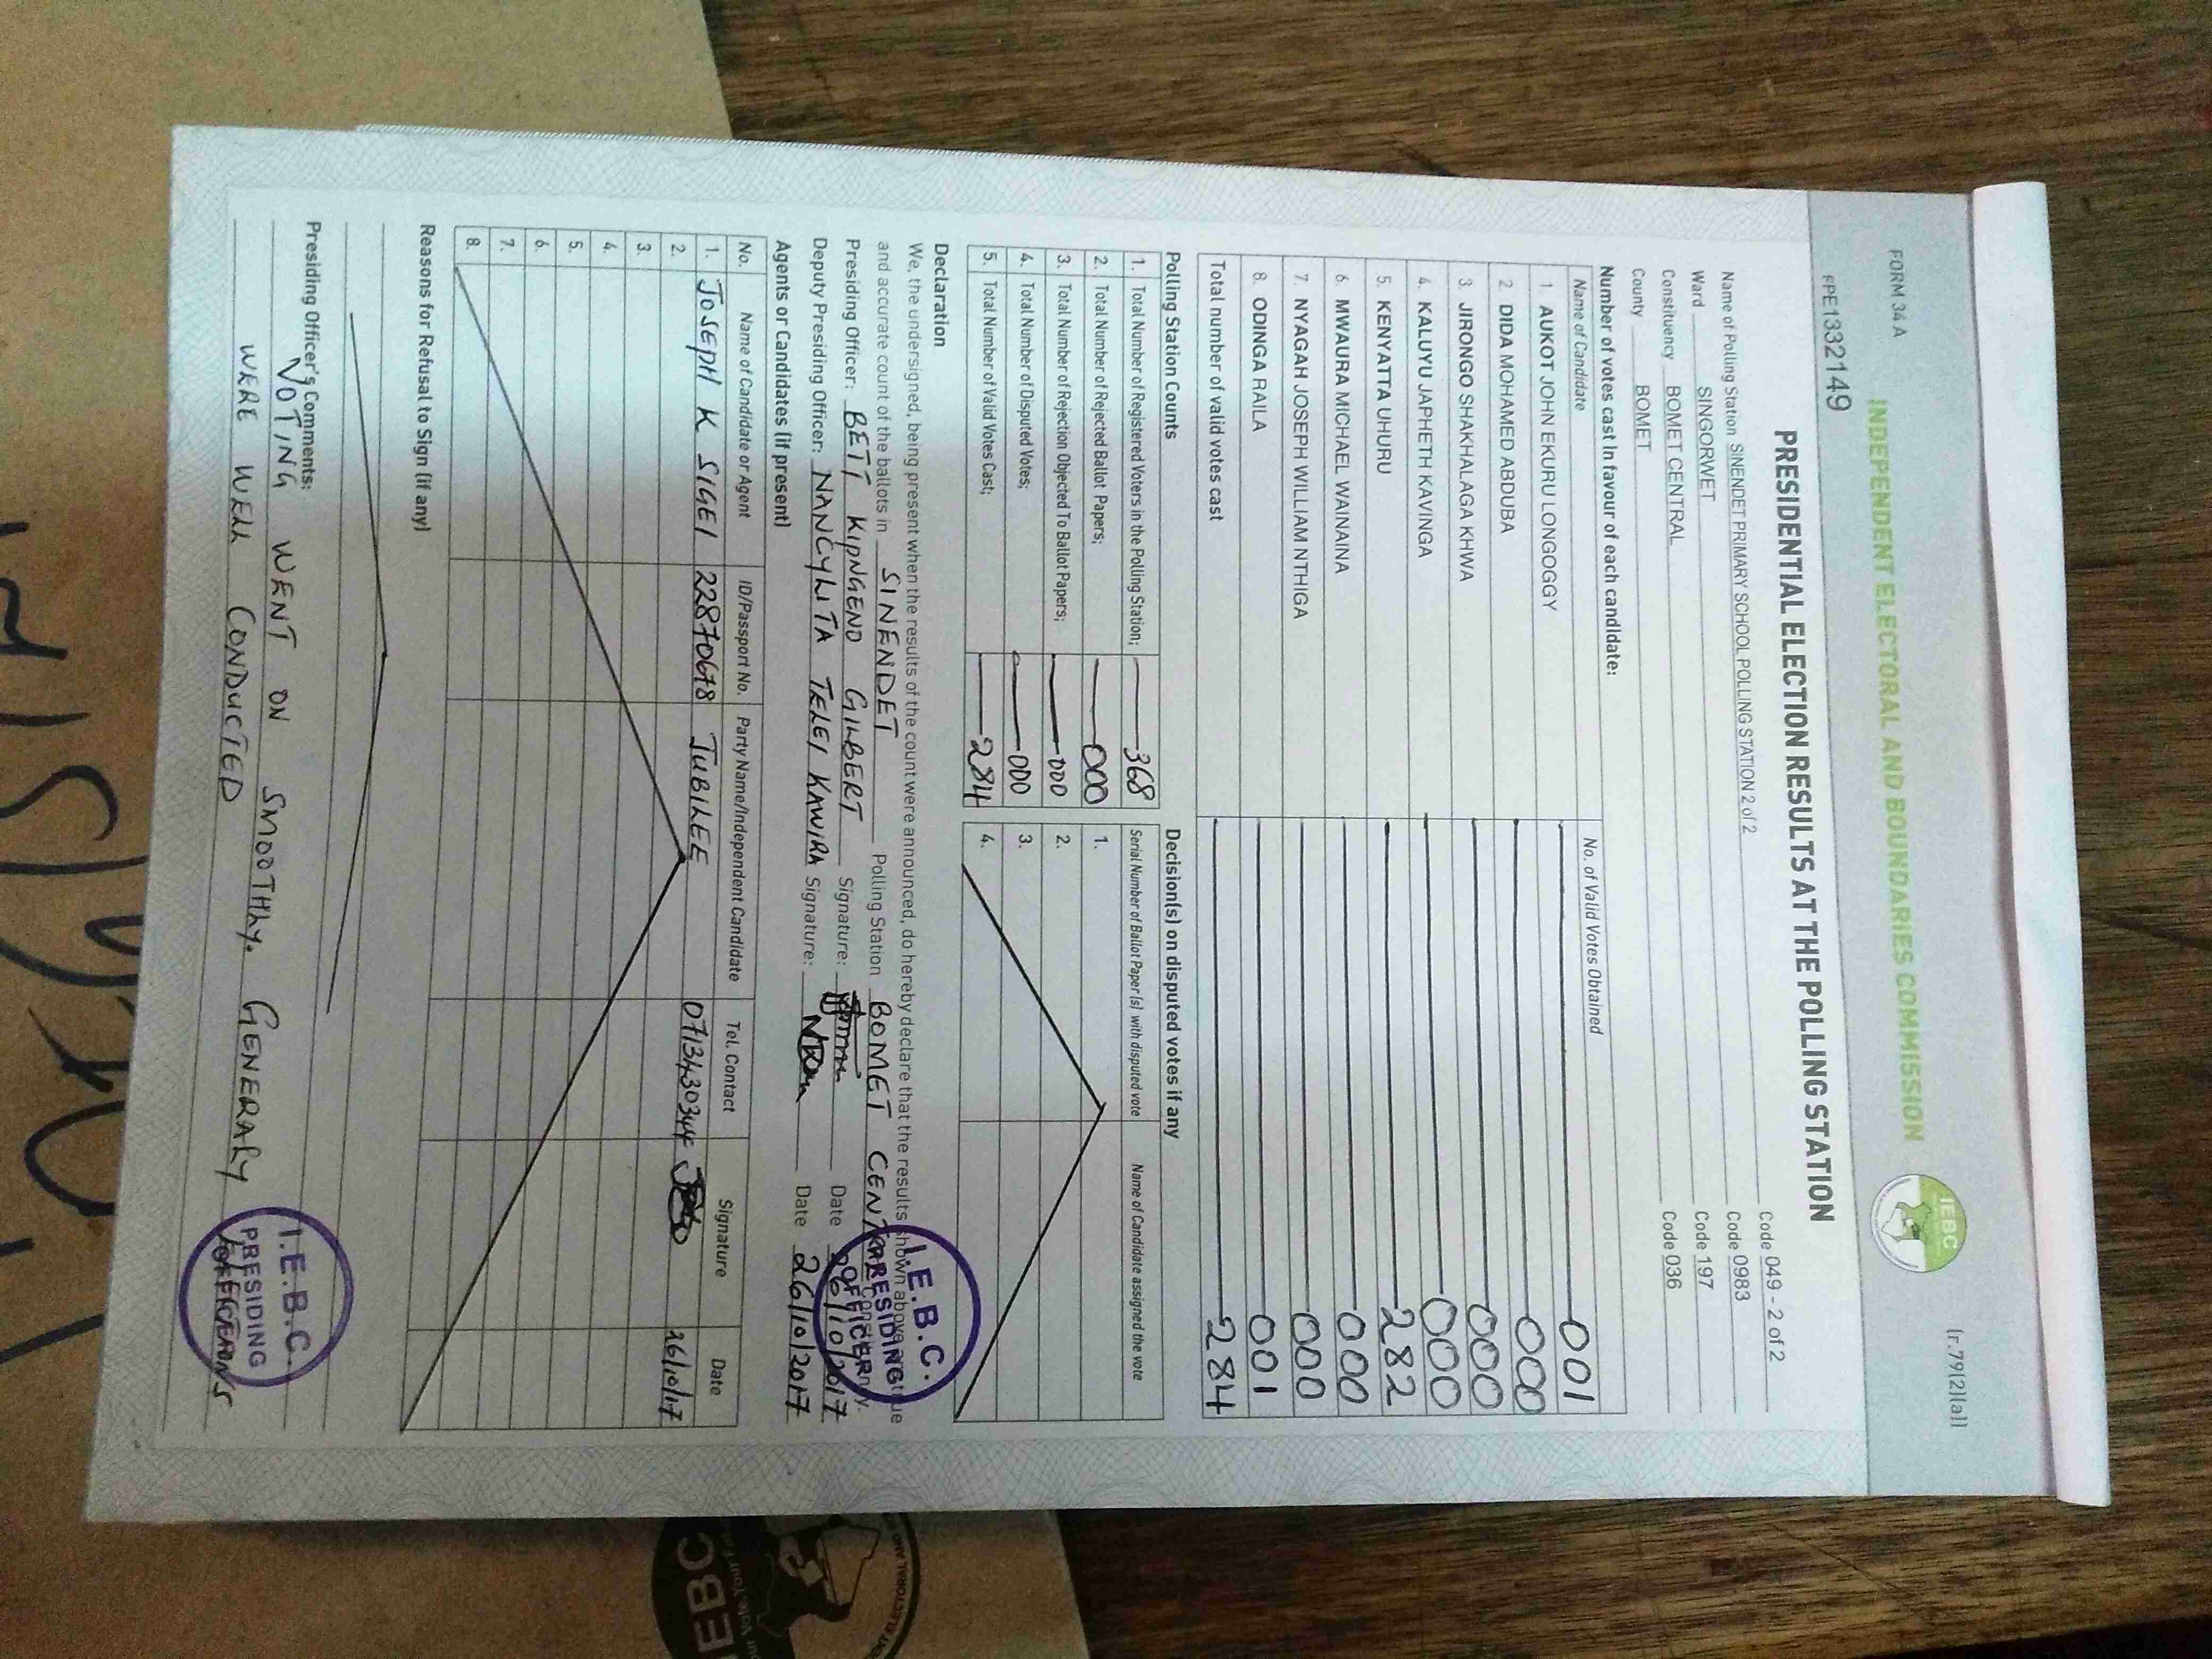 FORM 34 A
(r.79(2)(a))
INDEPENDENT ELECTORAL AND BOUNDARIES COMMISSION
IEBC
PPE1332149
PRESIDENTIAL ELECTION RESULTS AT THE POLLING STATION
Name of Polling Station SINENDET PRIMARY SCHOOL POLLING STATION 2 of 2 Code 049 - 2 of 2
Ward SINGORWET Code 0983
Constituency BOMET CENTRAL Code 197
County BOMET Code 036
Number of votes cast in favour of each candidate:
Name of Candidate No. of Valid Votes Obtained
1. AUKOT JOHN EKURU LONGOGGY 001
2. DIDA MOHAMED ABDUBA 000
3. JIRONGO SHAKHALAGA KHWA 000
4. KALUYU JAPHETH KAVINGA 000
5. KENYATTA UHURU 282
6. MWAURA MICHAEL WAINAINA 000
7. NYAGAH JOSEPH WILLIAM NTHIGA 000
8. ODINGA RAILA 001
Total number of valid votes cast 284
Polling Station Counts
1. Total Number of Registered Voters in the Polling Station; 368
2. Total Number of Rejected Ballot Papers; 000
3. Total Number of Rejection Objected To Ballot Papers; 000
4. Total Number of Disputed Votes; 000
5. Total Number of Valid Votes Cast; 284
Decision(s) on disputed votes if any
Serial Number of Ballot Paper(s) with disputed vote Name of Candidate assigned the vote
1.
2.
3.
4.
Declaration
We, the undersigned, being present when the results of the count were announced, do hereby declare that the results shown above are true
and accurate count of the ballots in SINENDET Polling Station BOMET CENTRAL Constituency.
Presiding Officer: BETT KIPNGENO GILBERT Signature: Date 26/10/2017
Deputy Presiding Officer: NANCYLITA TELEI KAWIRA Signature: Date 26/10/2017
I.E.B.C.
PRESIDING
OFFICER
Agents or Candidates (if present)
No. Name of Candidate or Agent ID/Passport No. Party Name/Independent Candidate Tel. Contact Signature Date
1. JOSEPH K SIGEI 22870678 JUBILEE 0713430344 26/10/17
2.
3.
4.
5.
6.
7.
8.
Reasons for Refusal to Sign (if any)
Presiding Officer's Comments:
VOTING WENT ON SMOOTHLY. GENERALY
WERE WELL CONDUCTED
I.E.B.C.
PRESIDING
OFFICER
IEBC